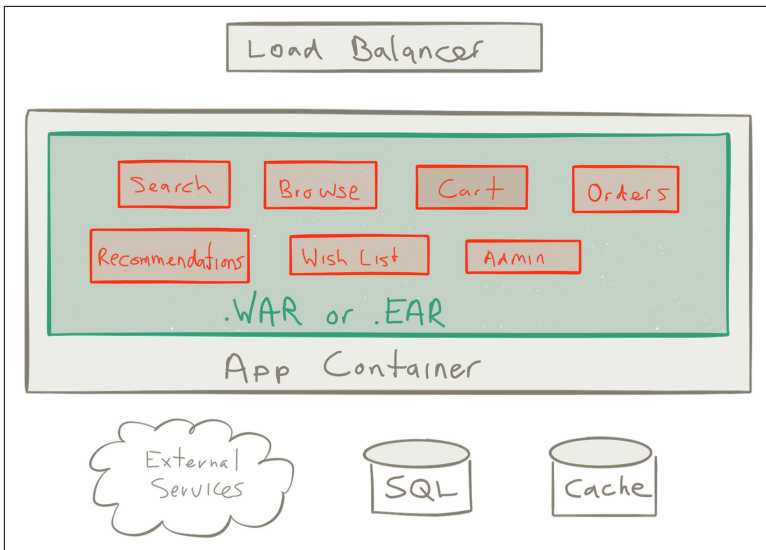 Load Balancer
Search Browse Cart Orders
Recommendations Wish List Admin
.WAR or .EAR
App Container
External
Services
SQL
Cache